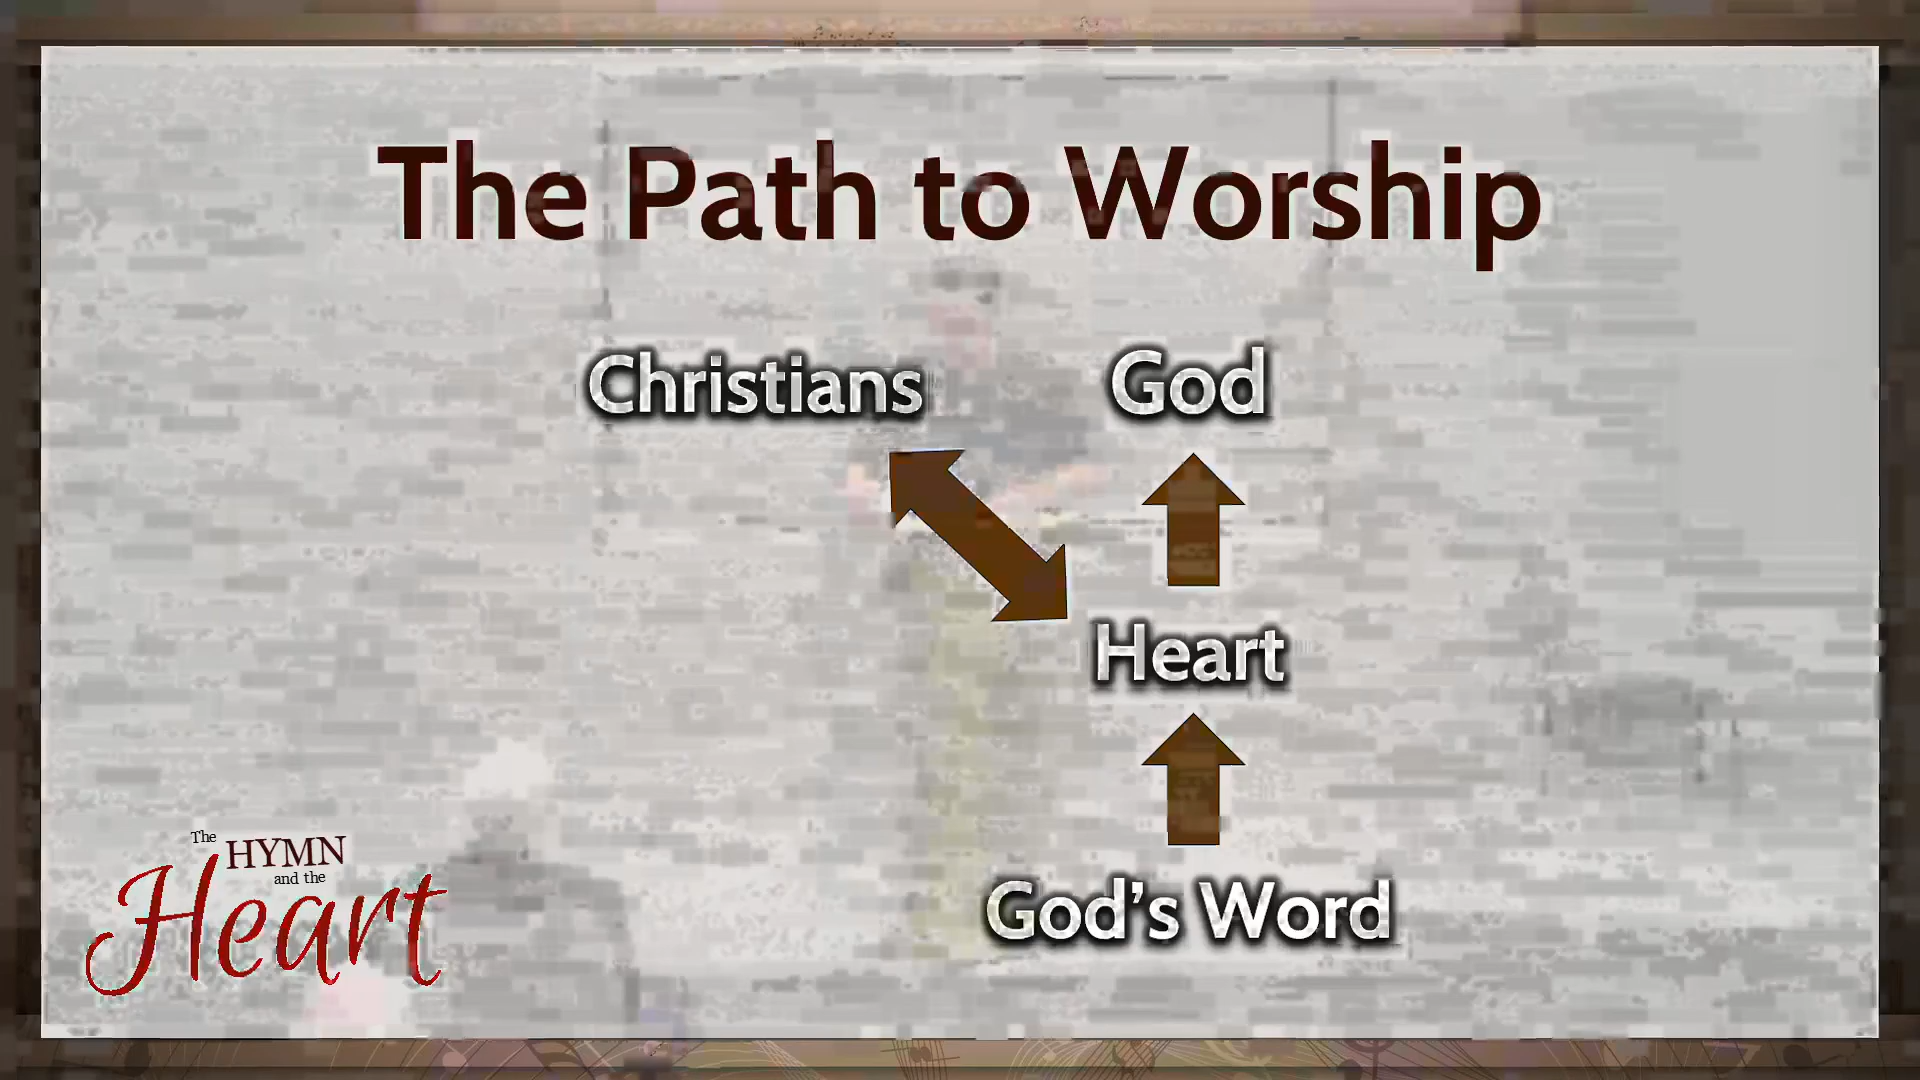 The Path to Worship
Christians
God
Heart
God's Word
The
HYMN
and the
Heart